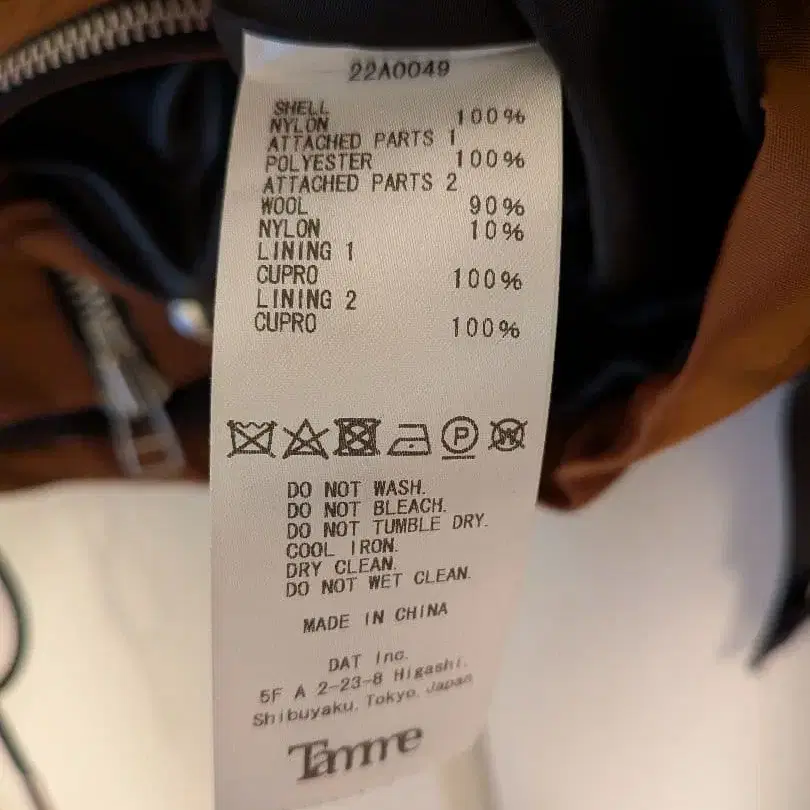 22A0049
SHELL
NYLON 100%
ATTACHED PARTS 1
POLYESTER 100%
ATTACHED PARTS 2
WOOL 90%
NYLON 10%
LINING 1
CUPRO 100%
LINING 2
CUPRO 100%
P W
DO NOT WASH.
DO NOT BLEACH.
DO NOT TUMBLE DRY.
COOL IRON.
DRY CLEAN.
DO NOT WET CLEAN.
MADE IN CHINA
DAT Inc.
5F A 2-23-8 Higashi.
Shibuyaku. Tokyo. Japan
Tamme